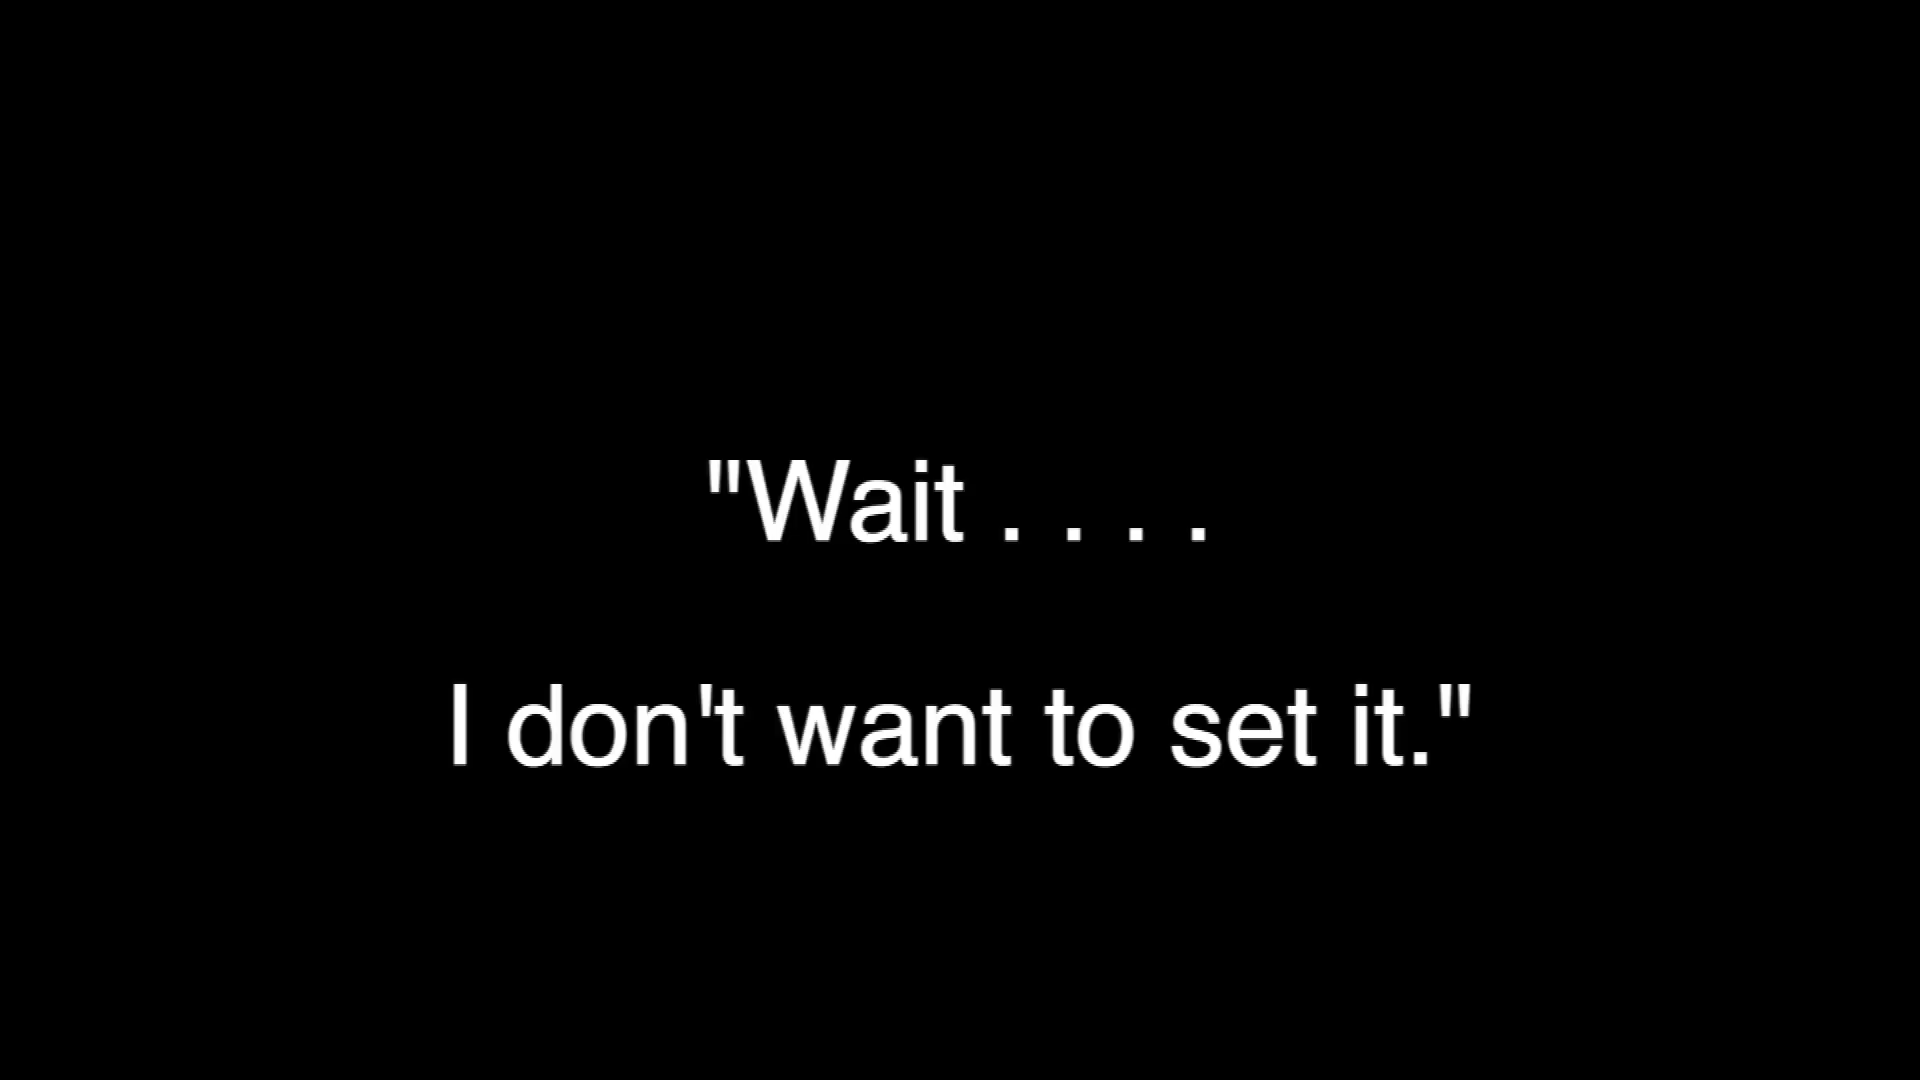 "Wait . . . .
I don't want to set it."